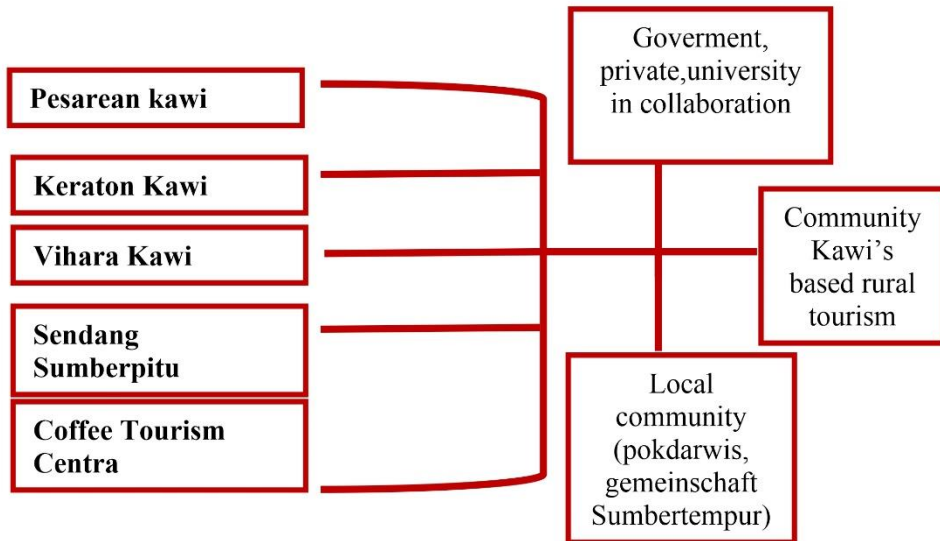 Pesarean kawi
Keraton Kawi
Vihara Kawi
Sendang
Sumberpitu
Coffee Tourism
Centra
Goverment,
private,university
in collaboration
Community
Kawi’s
based rural
tourism
Local
community
(pokdarwis,
gemeinschaft
Sumbertempur)